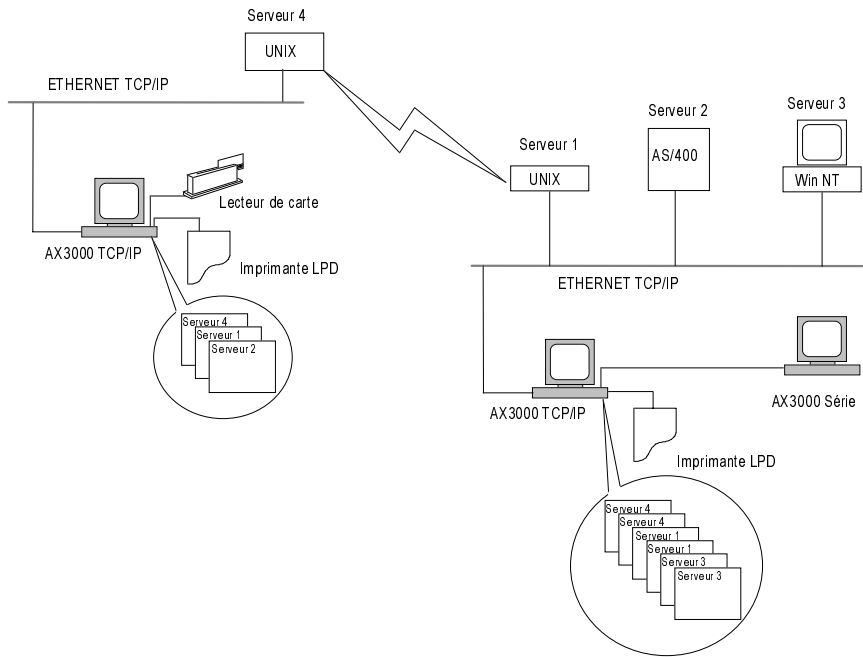 Serveur 4
UNIX
ETHERNET TCP/IP
Lecteur de carte
AX3000 TCP/IP
Imprimante LPD
Serveur 4
Serveur 1
Serveur 2
Serveur 1
UNIX
Serveur 2
AS/400
Serveur 3
Win NT
ETHERNET TCP/IP
AX3000 TCP/IP
AX3000 Série
Imprimante LPD
Serveur 4
Serveur 4
Serveur 1
Serveur 1
Serveur 3
Serveur 3